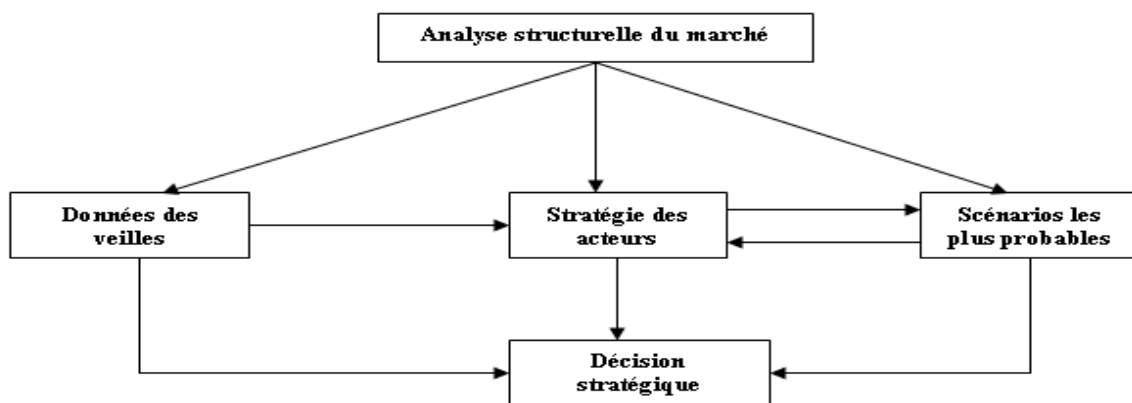 Analyse structurelle du marché
Données des
veilles
Stratégie des
acteurs
Scénarios les
plus probables
Décision
stratégique